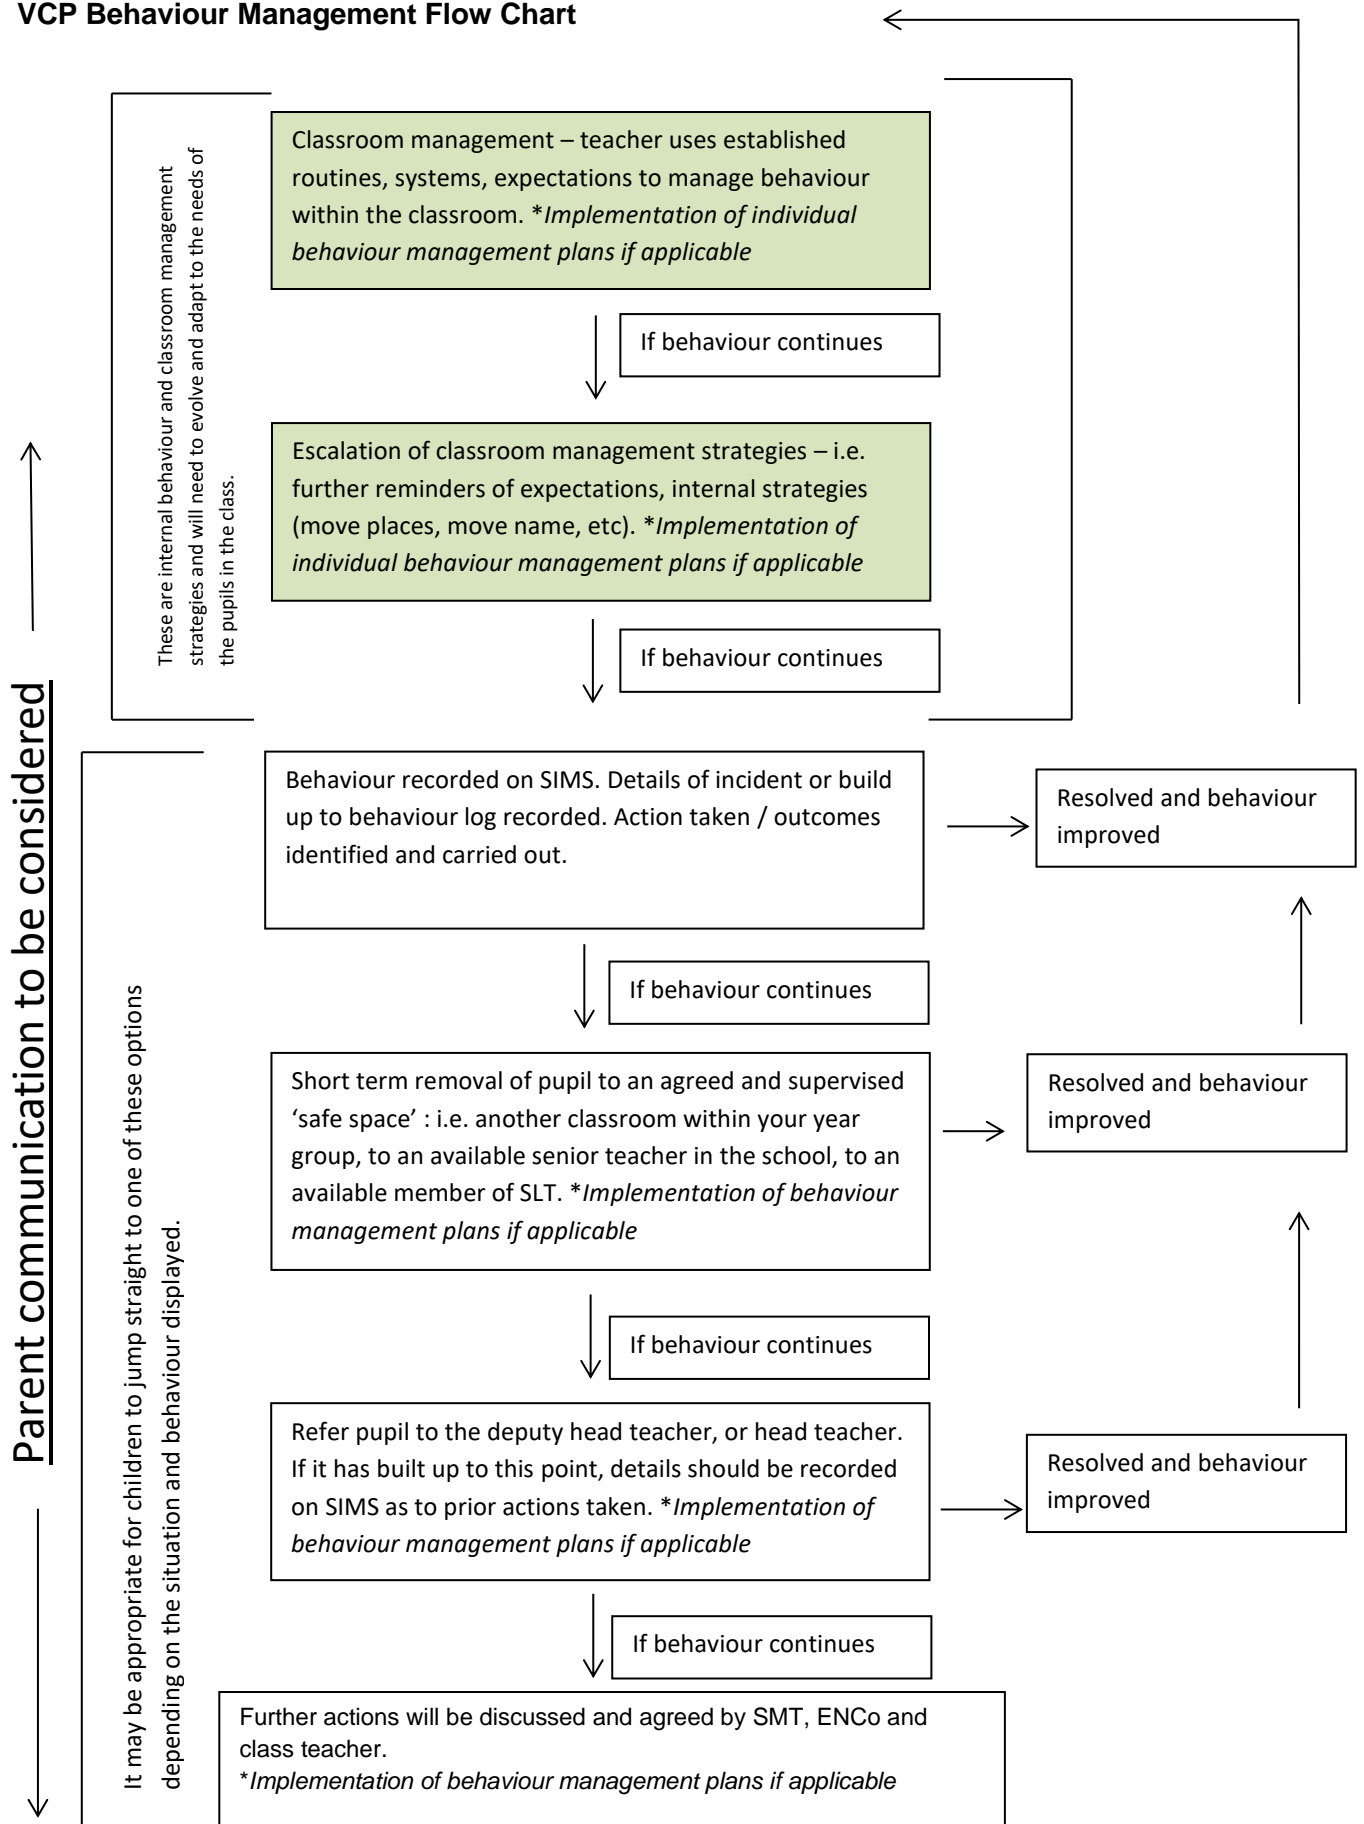 VCP Behaviour Management Flow Chart
Classroom management – teacher uses established
routines, systems, expectations to manage behaviour
within the classroom. *Implementation of individual
behaviour management plans if applicable
These are internal behaviour and classroom management
strategies and will need to evolve and adapt to the needs of
the pupils in the class.
If behaviour continues
Escalation of classroom management strategies – i.e.
further reminders of expectations, internal strategies
(move places, move name, etc). *Implementation of
individual behaviour management plans if applicable
If behaviour continues
Parent communication to be considered
Behaviour recorded on SIMS. Details of incident or build
up to behaviour log recorded. Action taken / outcomes
identified and carried out.
Resolved and behaviour
improved
If behaviour continues
It may be appropriate for children to jump straight to one of these options
depending on the situation and behaviour displayed.
Short term removal of pupil to an agreed and supervised
‘safe space’ : i.e. another classroom within your year
group, to an available senior teacher in the school, to an
available member of SLT. *Implementation of behaviour
management plans if applicable
Resolved and behaviour
improved
If behaviour continues
Refer pupil to the deputy head teacher, or head teacher.
If it has built up to this point, details should be recorded
on SIMS as to prior actions taken. *Implementation of
behaviour management plans if applicable
Resolved and behaviour
improved
If behaviour continues
Further actions will be discussed and agreed by SMT, ENCo and
class teacher.
*Implementation of behaviour management plans if applicable